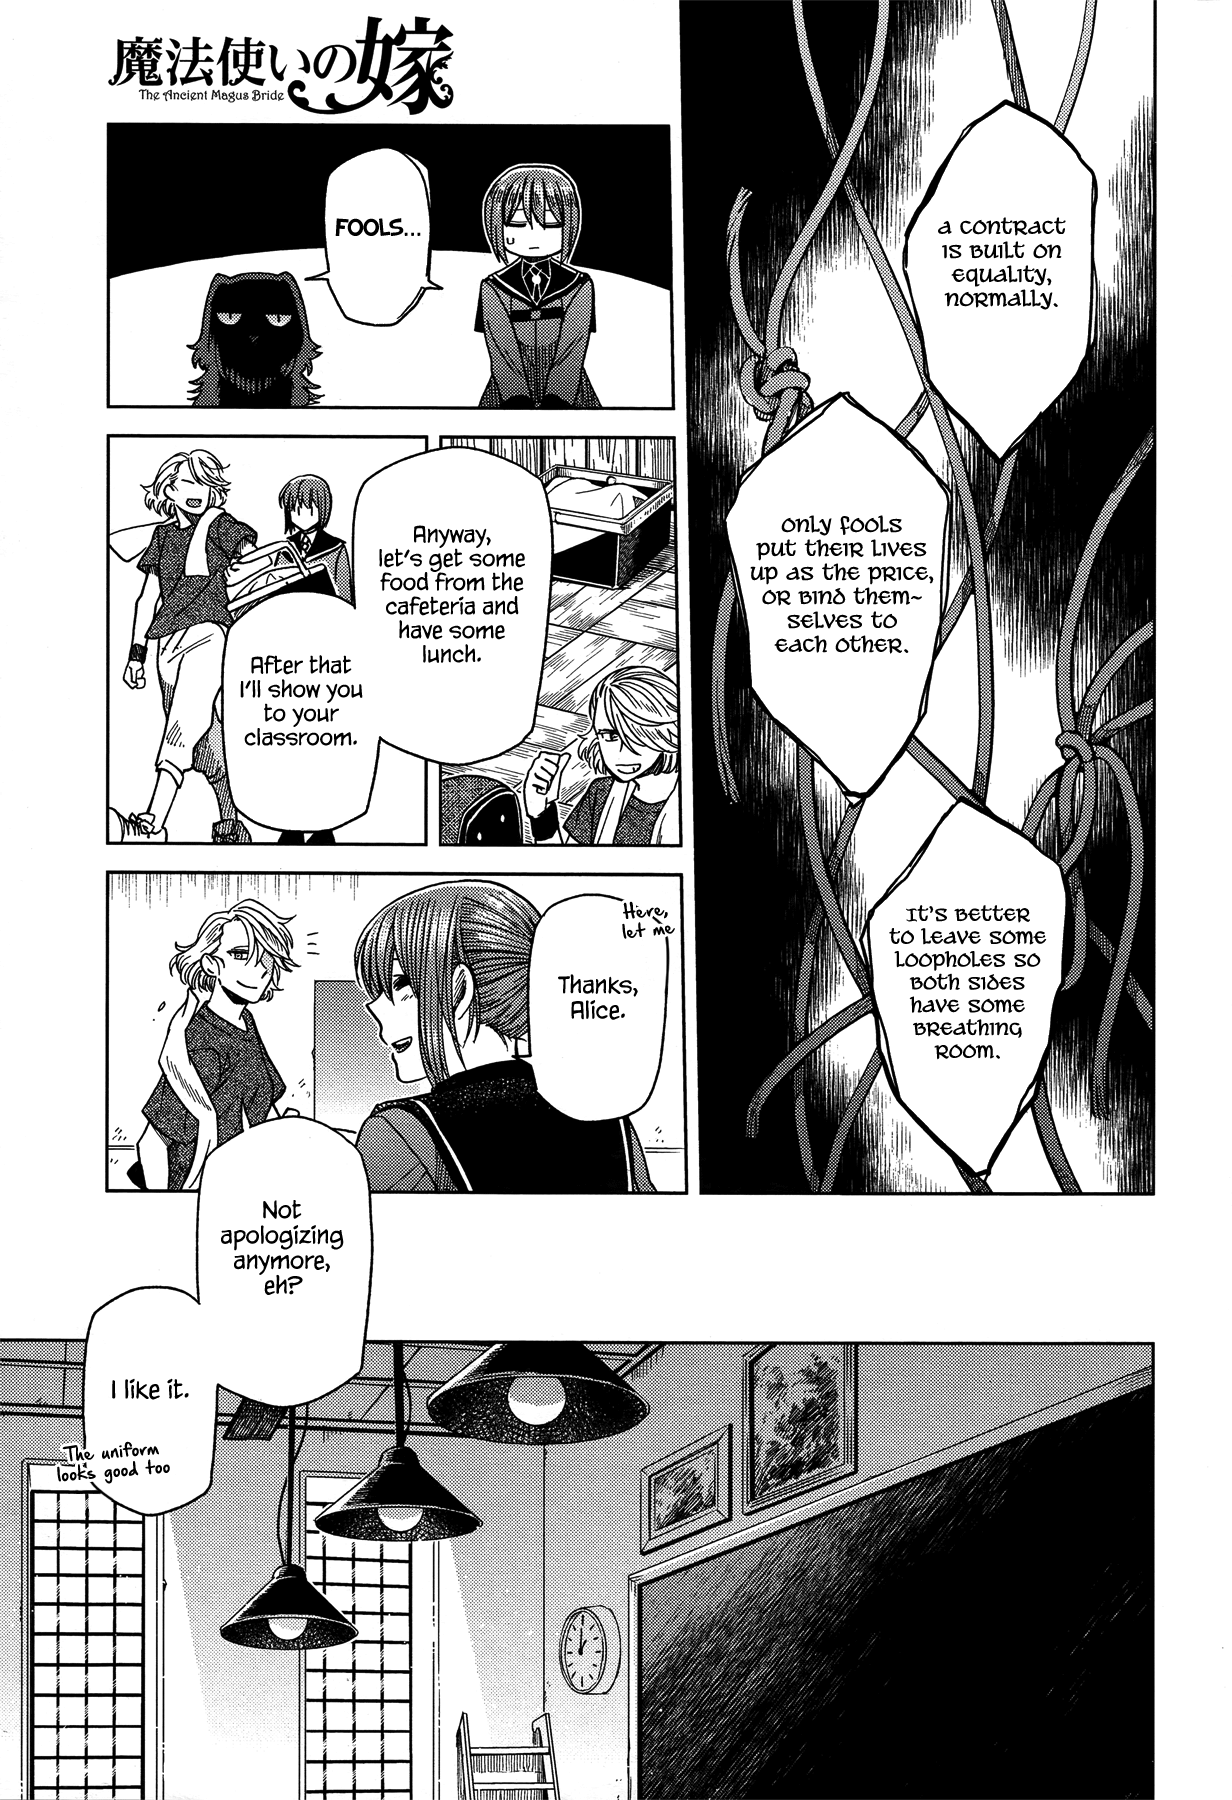 魔法使いの嫁
The Ancient Magus Bride
A CONTRACT
IS BUILT ON
EQUALITY,
NORMALLY.
ONLY FOOLS
PUT THEIR LIVES
UP AS THE PRICE,
OR BIND THEM~
SELVES TO
EACH OTHER.
IT'S BETTER
TO LEAVE SOME
LOOPHOLES SO
BOTH SIDES
HAVE SOME
BREATHING
ROOM.
FOOLS...
Anyway,
let's get some
food from the
cafeteria and
have some
lunch.
After that
I'll show you
to your
classroom.
Here,
let me
Thanks,
Alice.
Not
apologizing
anymore,
eh?
I like it.
The uniform
looks good too